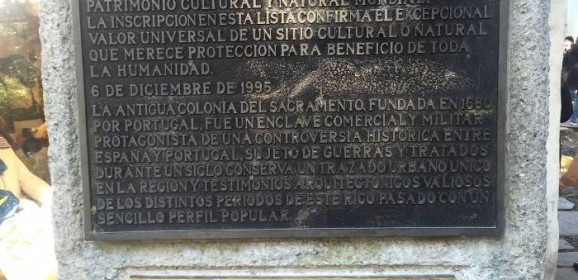 PATRIMONIO CULTURAL Y NATURAL MUNDIAL
LA INSCRIPCION EN ESTA LISTA CONFIRMA EL EXCEPCIONAL
VALOR UNIVERSAL DE UN SITIO CULTURAL O NATURAL
QUE MERECE PROTECCION PARA BENEFICIO DE TODA
LA HUMANIDAD.
6 DE DICIEMBRE DE 1995
LA ANTIGUA COLONIA DEL SACRAMENTO, FUNDADA EN 1680
POR PORTUGAL, FUE UN ENCLAVE COMERCIAL Y MILITAR
PROTAGONISTA DE UNA CONTROVERSIA HISTORICA ENTRE
ESPAÑA Y PORTUGAL, SUJETO DE GUERRAS Y TRATADOS
DURANTE UN SIGLO CONSERVA UN TRAZADO URBANO UNICO
EN LA REGION Y TESTIMONIOS ARQUITECTONICOS VALIOSOS
DE LOS DISTINTOS PERIODOS DE ESTE RICO PASADO CON UN
SENCILLO PERFIL POPULAR.